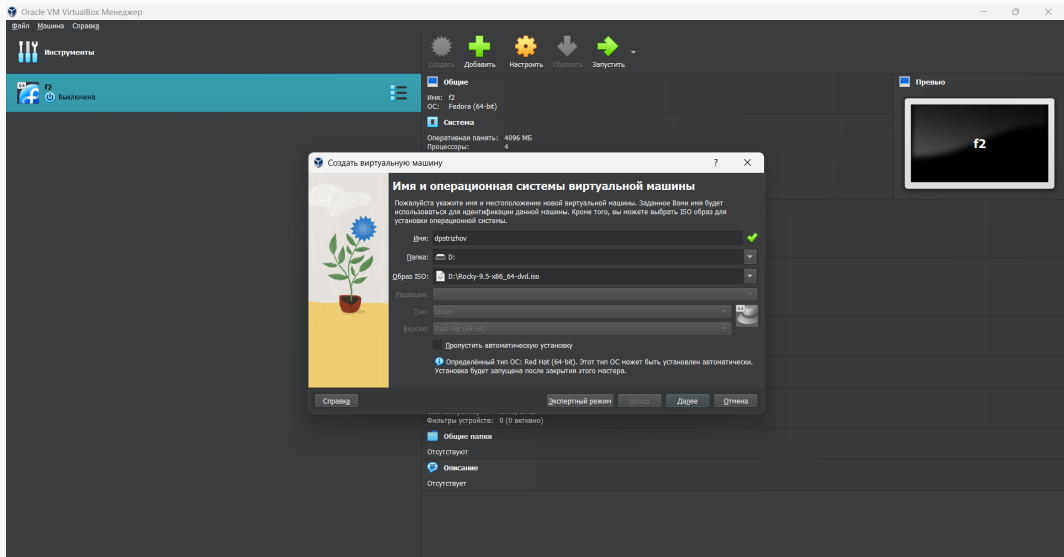 Oracle VM VirtualBox Менеджер
Файл Машина Справка
Инструменты
Создать Добавить Настроить Сбросить Запустить
64
f2
Выключена
Общие
Имя: f2
ОС: Fedora (64-bit)
Система
Оперативная память: 4096 МБ
Процессоры: 4
Превью
f2
Создать виртуальную машину
?
Имя и операционная системы виртуальной машины
Пожалуйста укажите имя и местоположение новой виртуальной машины. Заданное Вами имя будет
использоваться для идентификации данной машины. Кроме того, вы можете выбрать ISO образ для
установки операционной системы.
Имя: dpstrizhov
Папка: D:
Образ ISO: D:\Rocky-9.5-x86_64-dvd.iso
Редакция:
Тип: Linux
Версия: Red Hat (64-bit)
64
Пропустить автоматическую установку
Определённый тип ОС: Red Hat (64-bit). Этот тип ОС может быть установлен автоматически.
Установка будет запущена после закрытия этого мастера.
Справка Экспертный режим Назад Далее Отмена
Фильтры устройств: 0 (0 активно)
Общие папки
Отсутствуют
Описание
Отсутствует